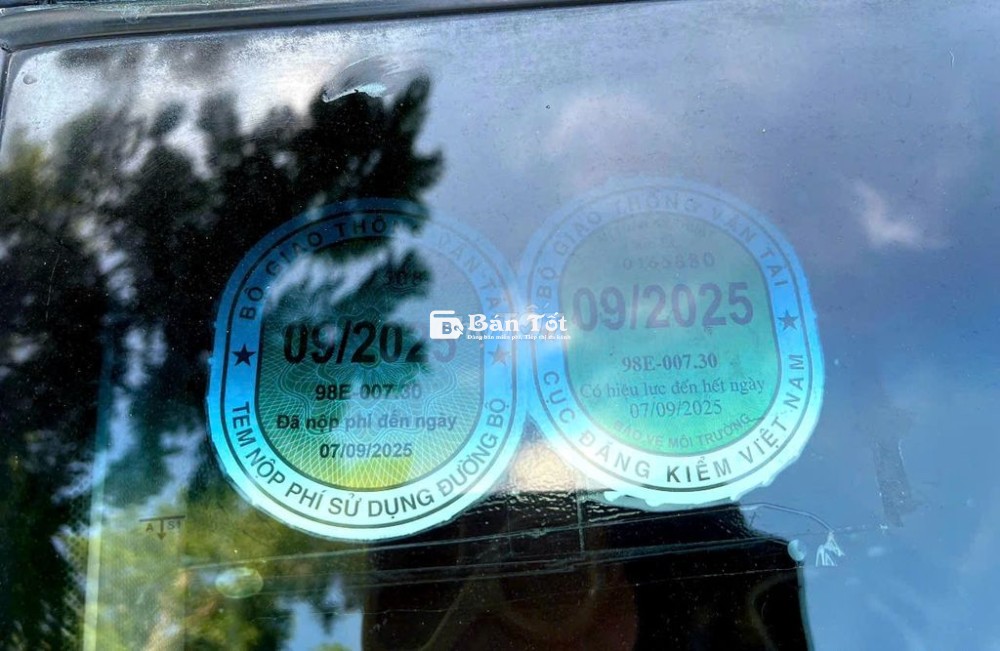 BỘ GIAO THÔNG VẬN TẢI
308
09/2025
98E-007.30
Đã nộp phí đến ngày
07/09/2025
TEM NỘP PHÍ SỬ DỤNG ĐƯỜNG BỘ
Bán Tốt
BỘ GIAO THÔNG VẬN TẢI
0165880
09/2025
98E-007.30
Có hiệu lực đến hết ngày
07/09/2025
BẢO VỆ MÔI TRƯỜNG
CỤC ĐĂNG KIỂM VIỆT NAM
AS1